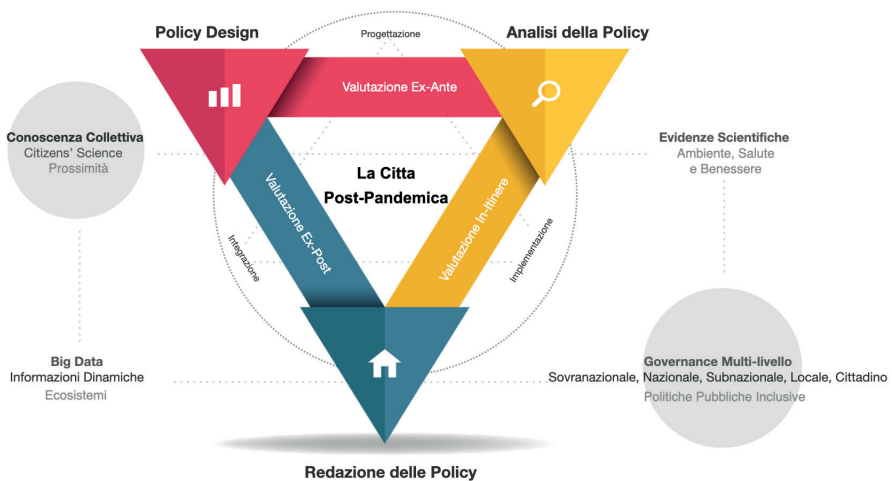 Policy Design
Progettazione
Analisi della Policy
Valutazione Ex-Ante
Conoscenza Collettiva
Citizens' Science
Prossimità
Evidenze Scientifiche
Ambiente, Salute
e Benessere
La Citta
Post-Pandemica
Valutazione Ex-Post
Valutazione In-Itinere
Integrazione
Implementazione
Big Data
Informazioni Dinamiche
Ecosistemi
Governance Multi-livello
Sovranazionale, Nazionale, Subnazionale, Locale, Cittadino
Politiche Pubbliche Inclusive
Redazione delle Policy